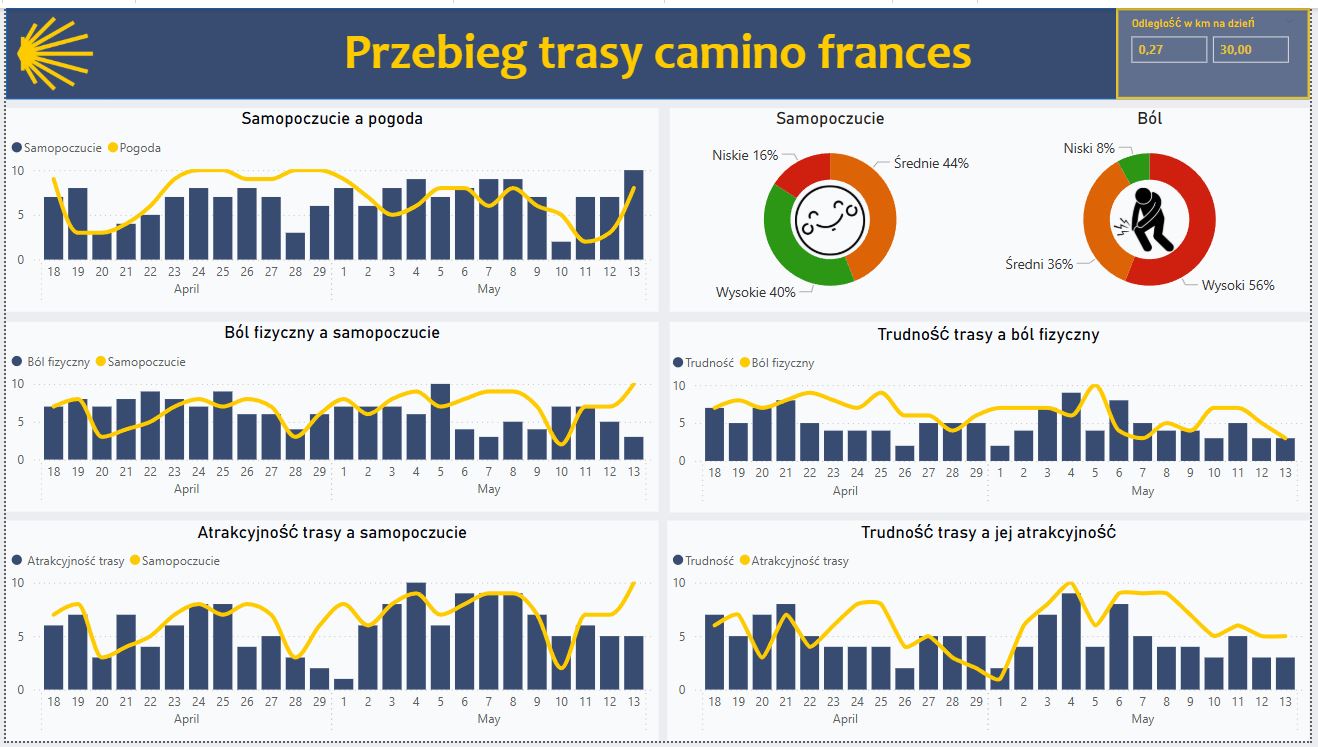 Przebieg trasy camino frances
Odległość w km na dzień
0,27 30,00
Samopoczucie a pogoda
Samopoczucie Pogoda
10
5
0
18 19 20 21 22 23 24 25 26 27 28 29 1 2 3 4 5 6 7 8 9 10 11 12 13
April May
Samopoczucie
Niskie 16%
Średnie 44%
Wysokie 40%
Ból
Niski 8%
Średni 36%
Wysoki 56%
Ból fizyczny a samopoczucie
Ból fizyczny Samopoczucie
10
5
0
18 19 20 21 22 23 24 25 26 27 28 29 1 2 3 4 5 6 7 8 9 10 11 12 13
April May
Trudność trasy a ból fizyczny
Trudność Ból fizyczny
10
5
0
18 19 20 21 22 23 24 25 26 27 28 29 1 2 3 4 5 6 7 8 9 10 11 12 13
April May
Atrakcyjność trasy a samopoczucie
Atrakcyjność trasy Samopoczucie
10
5
0
18 19 20 21 22 23 24 25 26 27 28 29 1 2 3 4 5 6 7 8 9 10 11 12 13
April May
Trudność trasy a jej atrakcyjność
Trudność Atrakcyjność trasy
10
5
0
18 19 20 21 22 23 24 25 26 27 28 29 1 2 3 4 5 6 7 8 9 10 11 12 13
April May